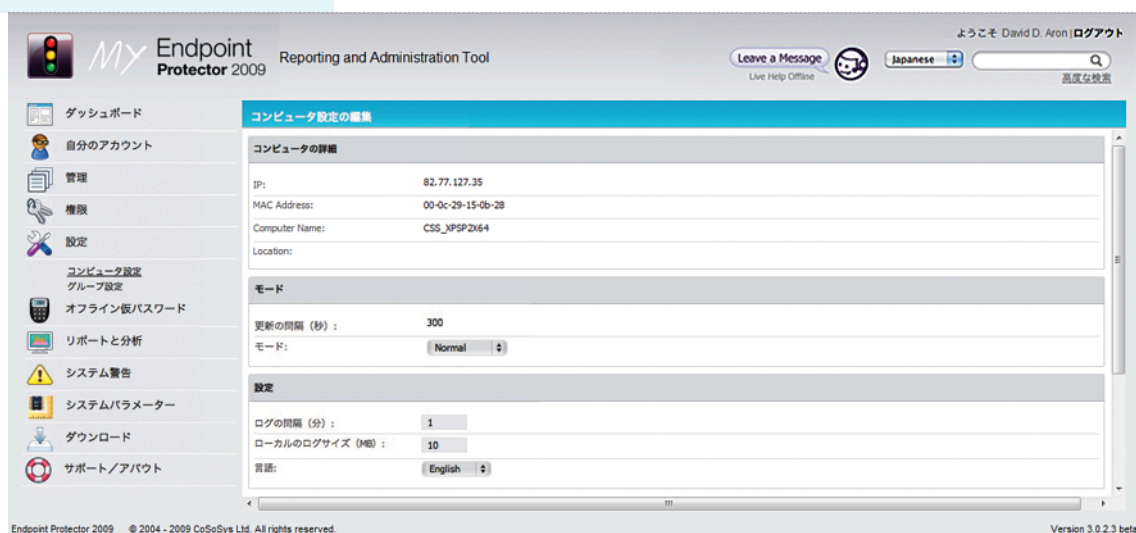 ようこそ David D. Aron | ログアウト
MY Endpoint Protector 2009
Reporting and Administration Tool
Leave a Message
Live Help Offline
Japanese
高度な検索
ダッシュボード
自分のアカウント
管理
権限
設定
コンピュータ設定
グループ設定
オフライン仮パスワード
リポートと分析
システム警告
システムパラメーター
ダウンロード
サポート／アバウト
コンピュータ設定の編集
コンピュータの詳細
IP: 82.77.127.35
MAC Address: 00-0c-29-15-0b-28
Computer Name: CSS_XPSP2X64
Location:
モード
更新の間隔（秒）: 300
モード: Normal
設定
ログの間隔（分）: 1
ローカルのログサイズ（MB）: 10
言語: English
Endpoint Protector 2009 © 2004 - 2009 CoSoSys Ltd. All rights reserved.
Version 3.0.2.3 beta